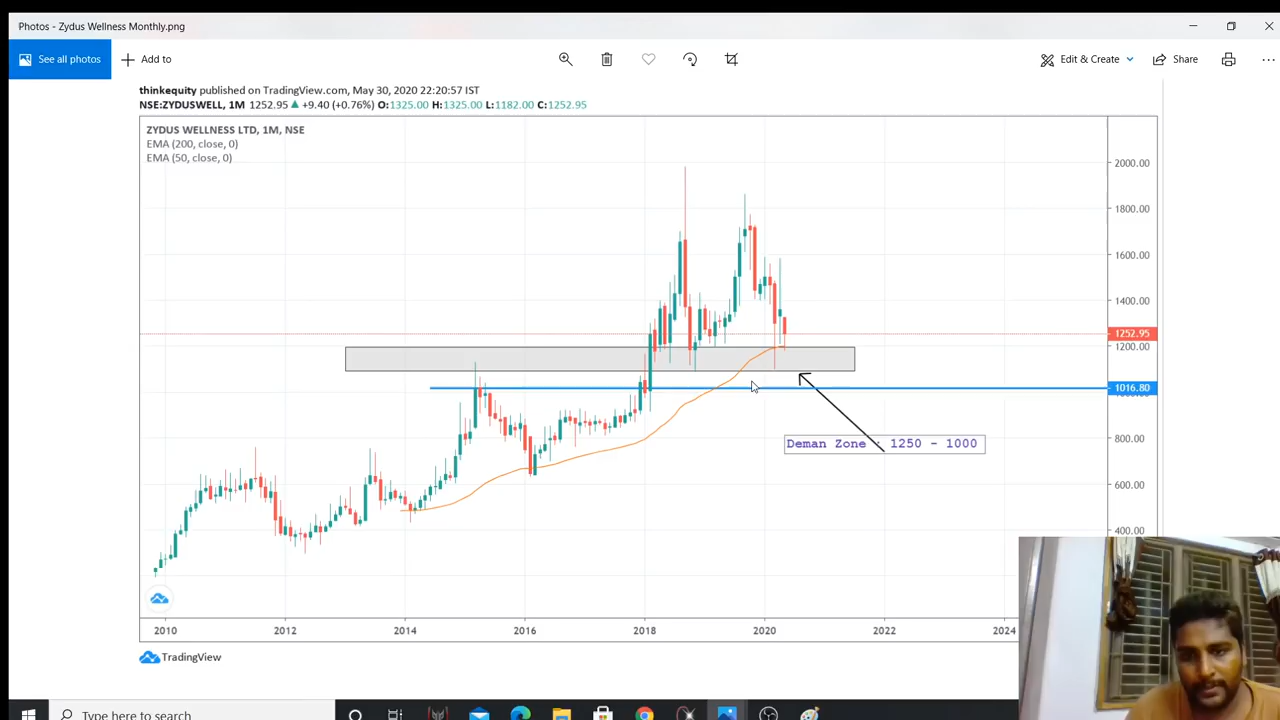 Photos - Zydus Wellness Monthly.png
See all photos
Add to
Edit & Create
Share
thinkequity published on TradingView.com, May 30, 2020 22:20:57 IST
NSE:ZYDUSWELL, 1M 1252.95 ▲ +9.40 (+0.76%) O:1325.00 H:1325.00 L:1182.00 C:1252.95
ZYDUS WELLNESS LTD, 1M, NSE
EMA (200, close, 0)
EMA (50, close, 0)
2000.00
1800.00
1600.00
1400.00
1252.95
1200.00
1016.80
800.00
600.00
400.00
Deman Zone : 1250 - 1000
2010 2012 2014 2016 2018 2020 2022 2024
TradingView
Type here to search